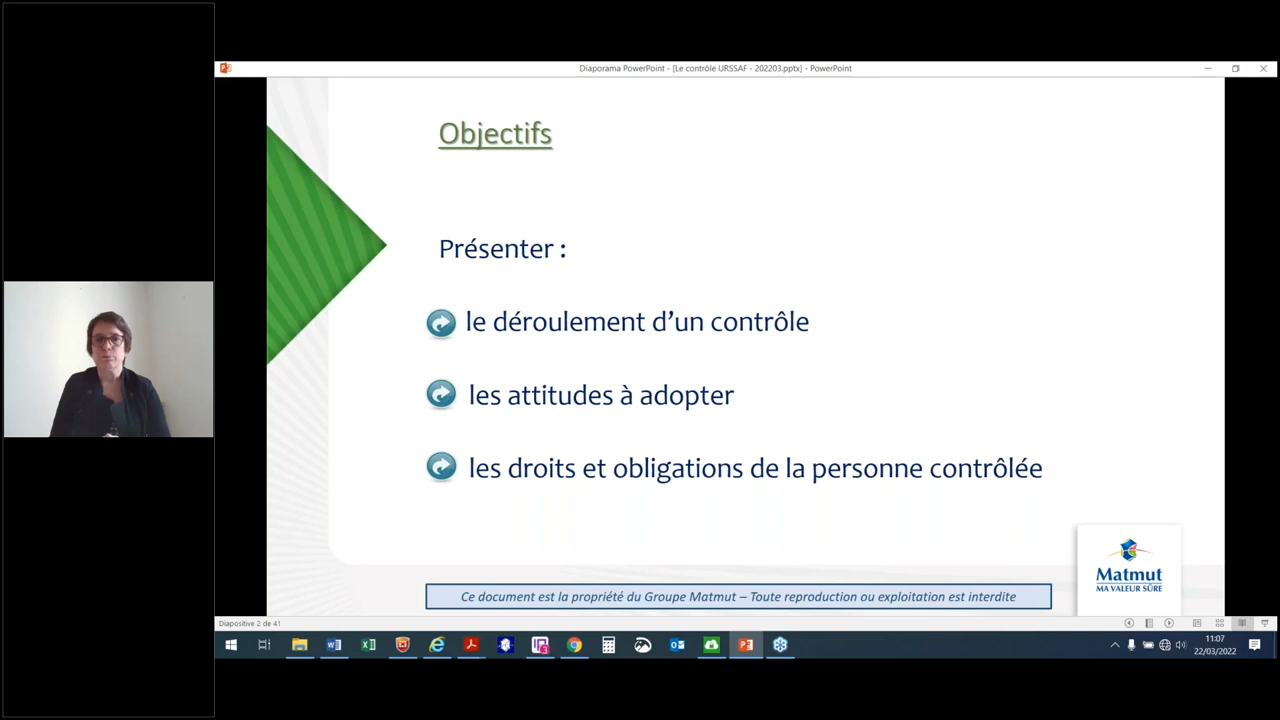 Diaporama PowerPoint - [Le contrôle URSSAF - 202203.pptx] - PowerPoint
Objectifs
Présenter :
le déroulement d'un contrôle
les attitudes à adopter
les droits et obligations de la personne contrôlée
Matmut
MA VALEUR SÛRE
Ce document est la propriété du Groupe Matmut – Toute reproduction ou exploitation est interdite
Diapositive 2 de 41
11:07
22/03/2022